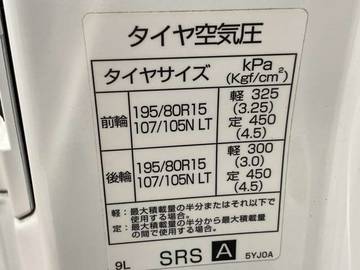 タイヤ空気圧
タイヤサイズ kPa (Kgf/cm²)
前輪 195/80R15 107/105N LT 軽 325 (3.25) 定 450 (4.5)
後輪 195/80R15 107/105N LT 軽 300 (3.0) 定 450 (4.5)
軽：最大積載量の半分またはそれ以下で
使用する場合。
定：最大積載量の半分から最大積載量
の間で使用する場合。
9L SRS A 5YJ0A